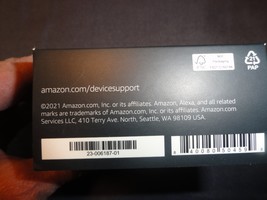 amazon.com/devicesupport
©2021 Amazon.com, Inc. or its affiliates. Amazon, Alexa, and all related
marks are trademarks of Amazon.com, Inc. or its affiliates. Amazon.com
Services LLC, 410 Terry Ave. North, Seattle, WA 98109 USA.
23-006187-01
PAP